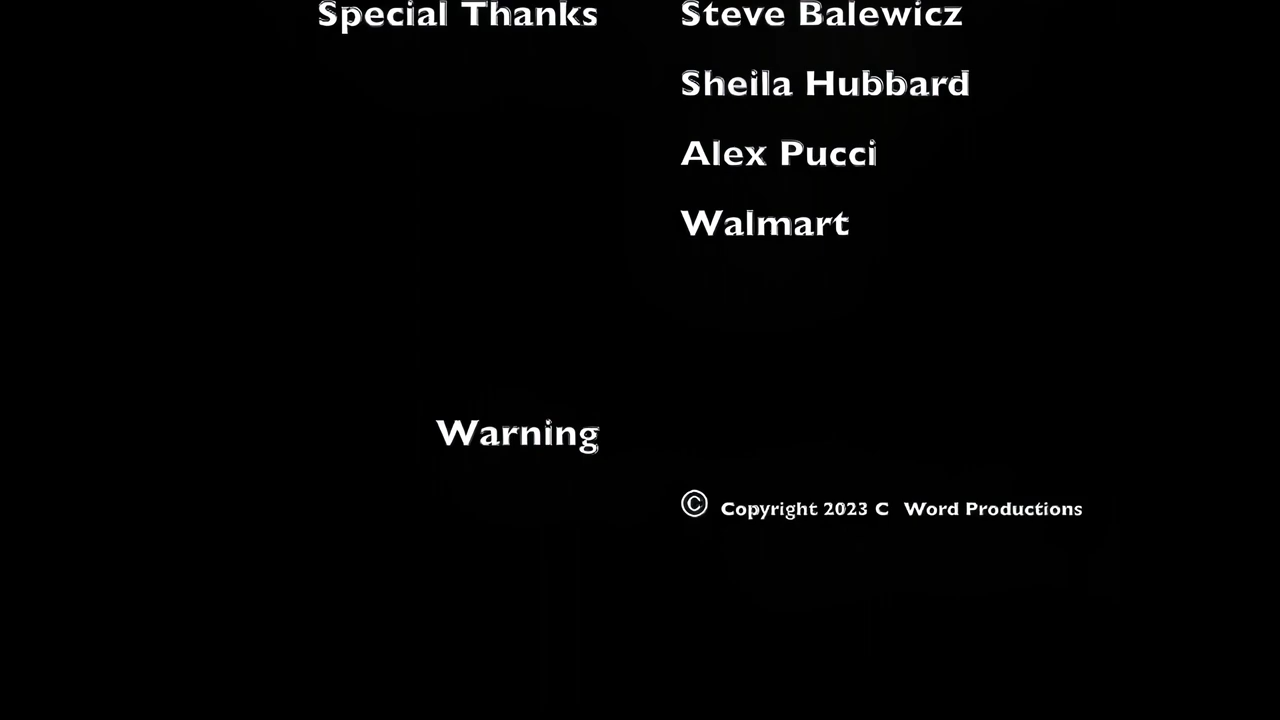 Special Thanks Steve Balewicz
Sheila Hubbard
Alex Pucci
Walmart
Warning
© Copyright 2023 C Word Productions